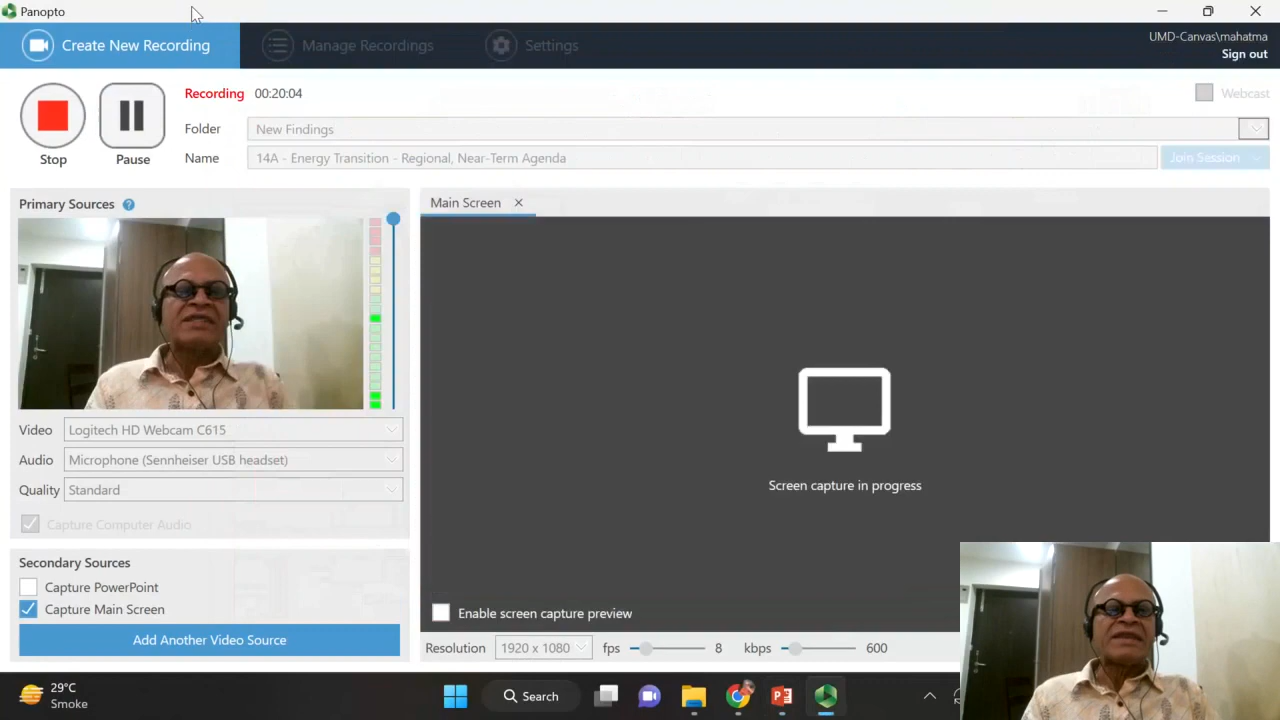 Panopto
Create New Recording
Manage Recordings
Settings
UMD-Canvas\mahatma
Sign out
Recording 00:20:04
Webcast
Folder New Findings
Name 14A - Energy Transition - Regional, Near-Term Agenda
Join Session
Stop Pause
Primary Sources ?
Main Screen
Video Logitech HD Webcam C615
Audio Microphone (Sennheiser USB headset)
Quality Standard
Capture Computer Audio
Screen capture in progress
Secondary Sources
Capture PowerPoint
Capture Main Screen
Add Another Video Source
Enable screen capture preview
Resolution 1920 x 1080 fps 8 kbps 600
29°C
Smoke
Search